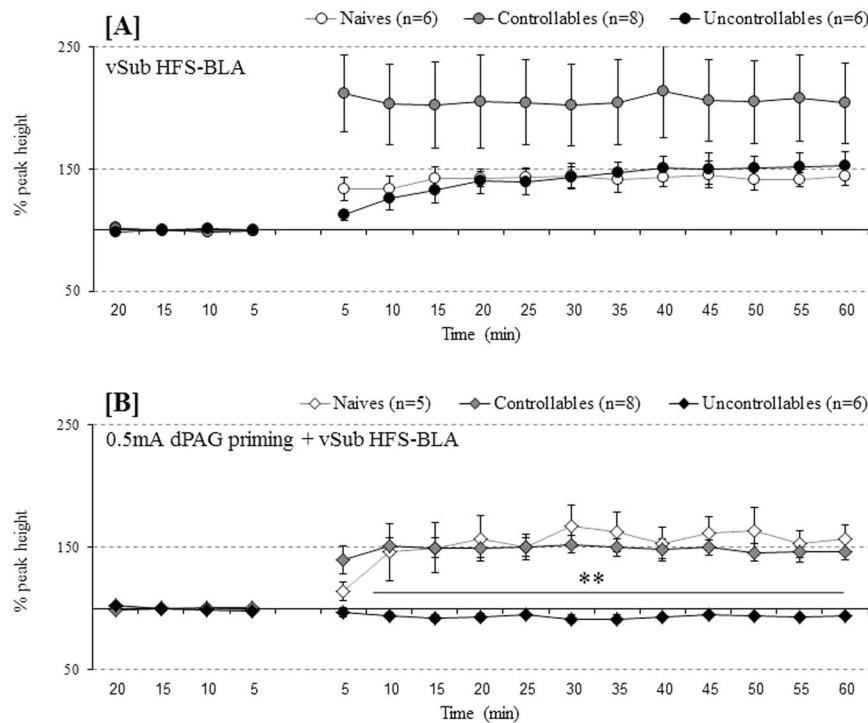 [A]
Naives (n=6) Controllables (n=8) Uncontrollables (n=6)
250
vSub HFS-BLA
150
50
% peak height
20 15 10 5 5 10 15 20 25 30 35 40 45 50 55 60
Time (min)
[B]
Naives (n=5) Controllables (n=8) Uncontrollables (n=6)
250
0.5mA dPAG priming + vSub HFS-BLA
150
**
50
% peak height
20 15 10 5 5 10 15 20 25 30 35 40 45 50 55 60
Time (min)